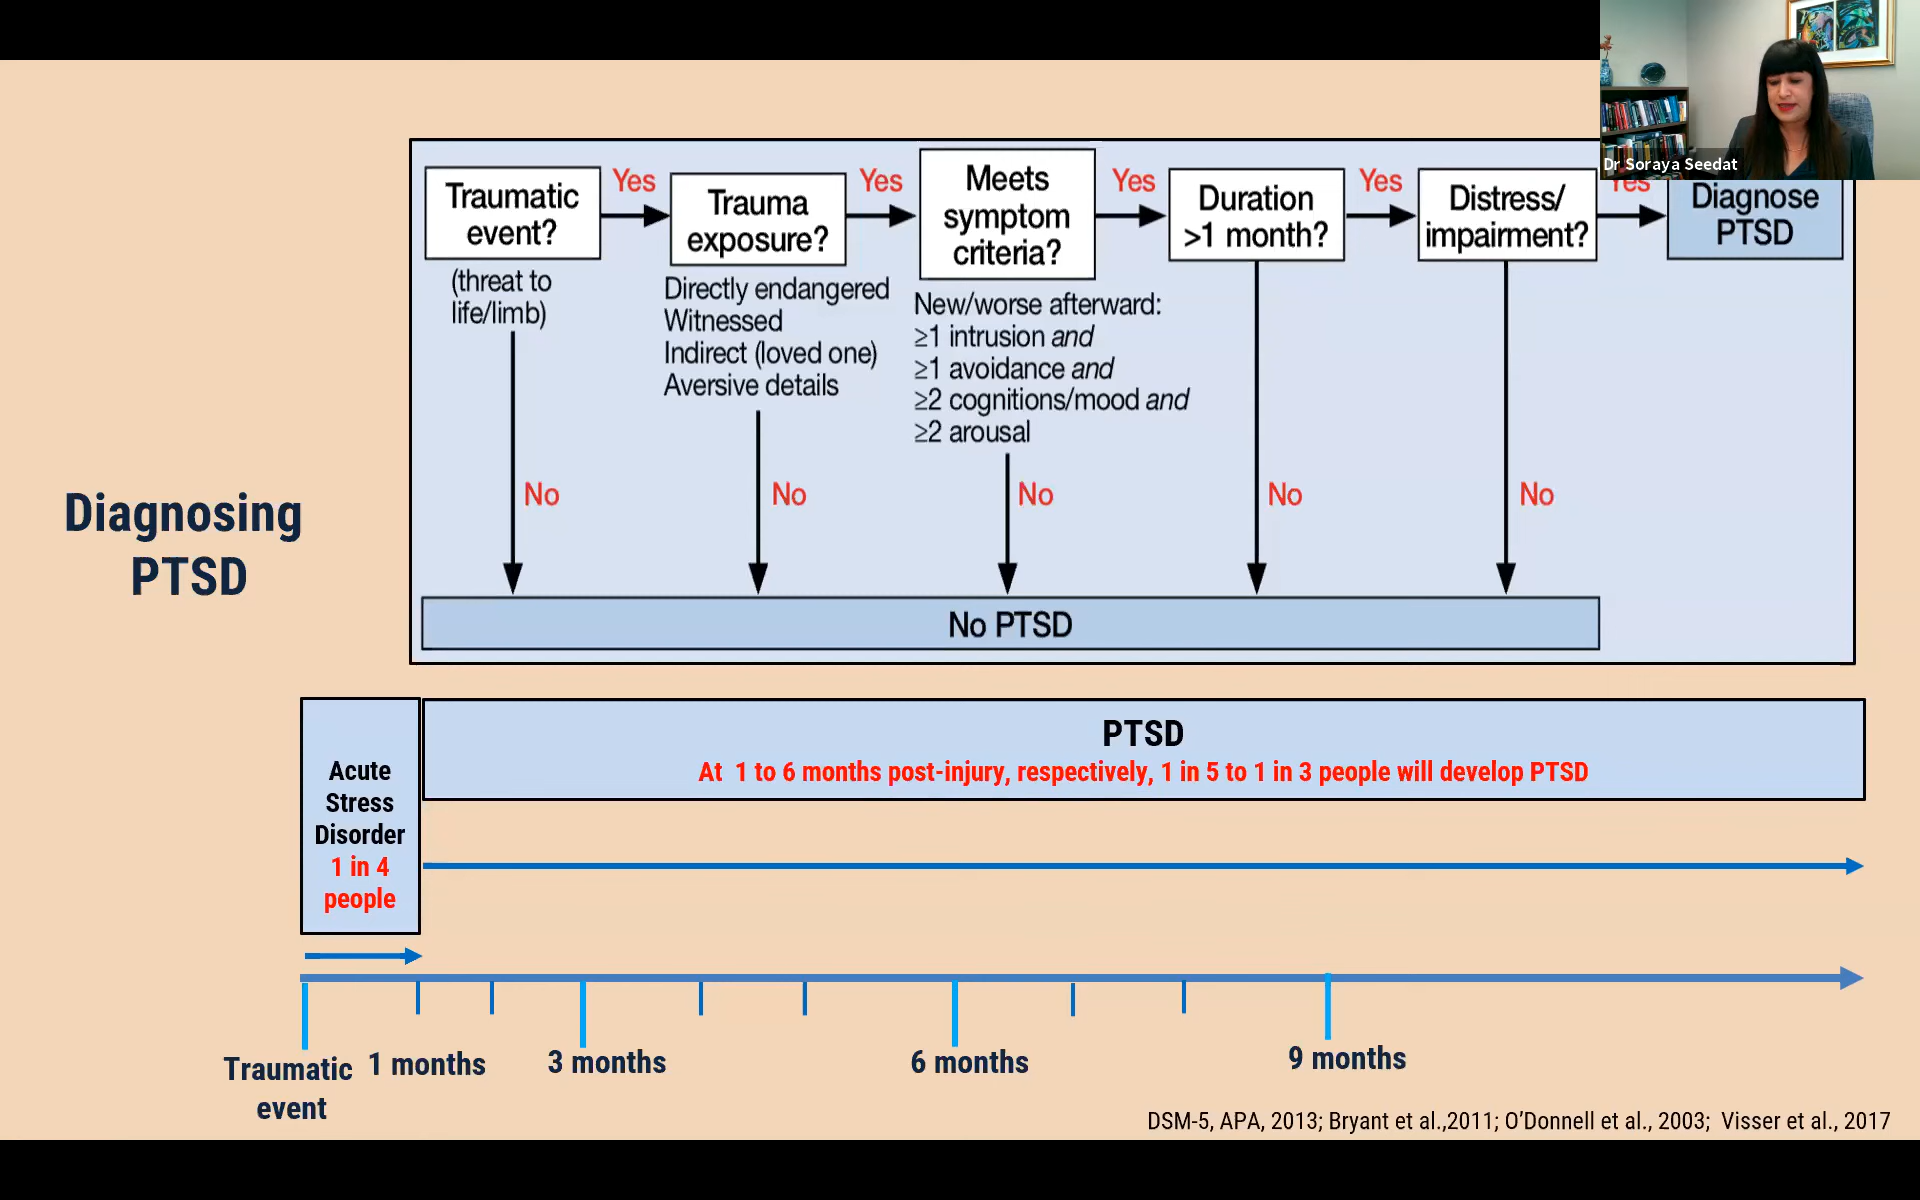 Dr Soraya Seedat
Traumatic
event?
(threat to
life/limb)
Yes
Trauma
exposure?
Directly endangered
Witnessed
Indirect (loved one)
Aversive details
Yes
Meets
symptom
criteria?
New/worse afterward:
≥1 intrusion and
≥1 avoidance and
≥2 cognitions/mood and
≥2 arousal
Yes
Duration
>1 month?
Yes
Distress/
impairment?
Yes
Diagnose
PTSD
No
No
No
No
No
No PTSD
Diagnosing
PTSD
Acute
Stress
Disorder
1 in 4
people
PTSD
At 1 to 6 months post-injury, respectively, 1 in 5 to 1 in 3 people will develop PTSD
Traumatic
event
1 months
3 months
6 months
9 months
DSM-5, APA, 2013; Bryant et al.,2011; O’Donnell et al., 2003; Visser et al., 2017